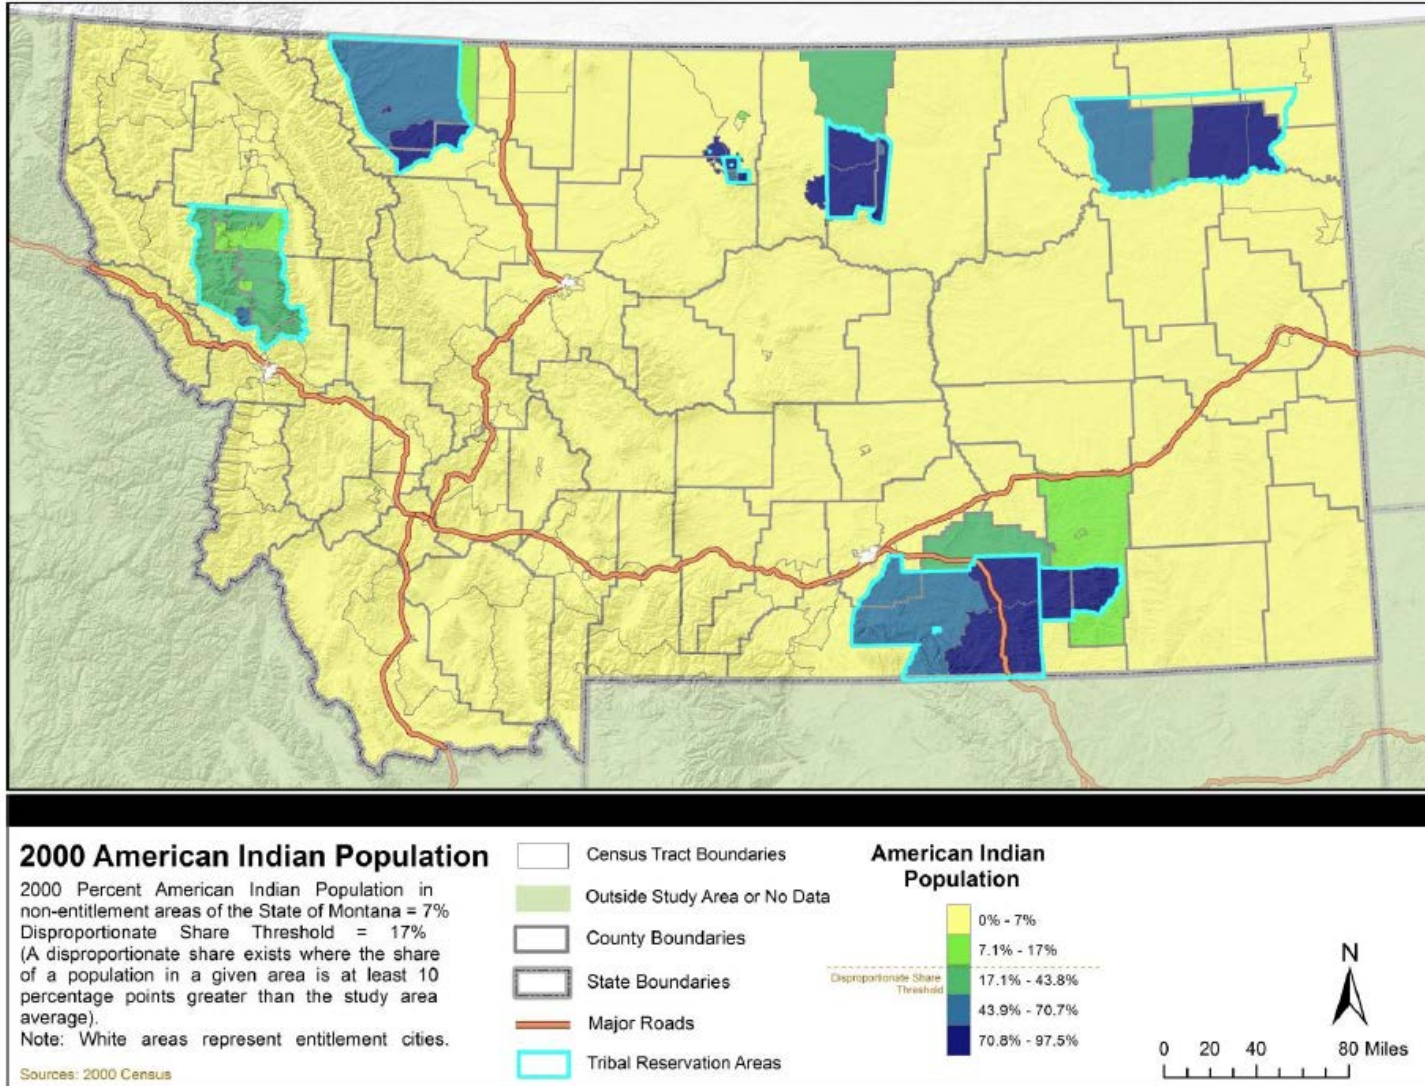 2000 American Indian Population
2000 Percent American Indian Population in
non-entitlement areas of the State of Montana = 7%
Disproportionate Share Threshold = 17%
(A disproportionate share exists where the share
of a population in a given area is at least 10
percentage points greater than the study area
average).
Note: White areas represent entitlement cities.
Sources: 2000 Census
Census Tract Boundaries
Outside Study Area or No Data
County Boundaries
State Boundaries
Major Roads
Tribal Reservation Areas
American Indian
Population
0% - 7%
7.1% - 17%
Disproportionate Share
Threshold
17.1% - 43.8%
43.9% - 70.7%
70.8% - 97.5%
N
0 20 40 80 Miles